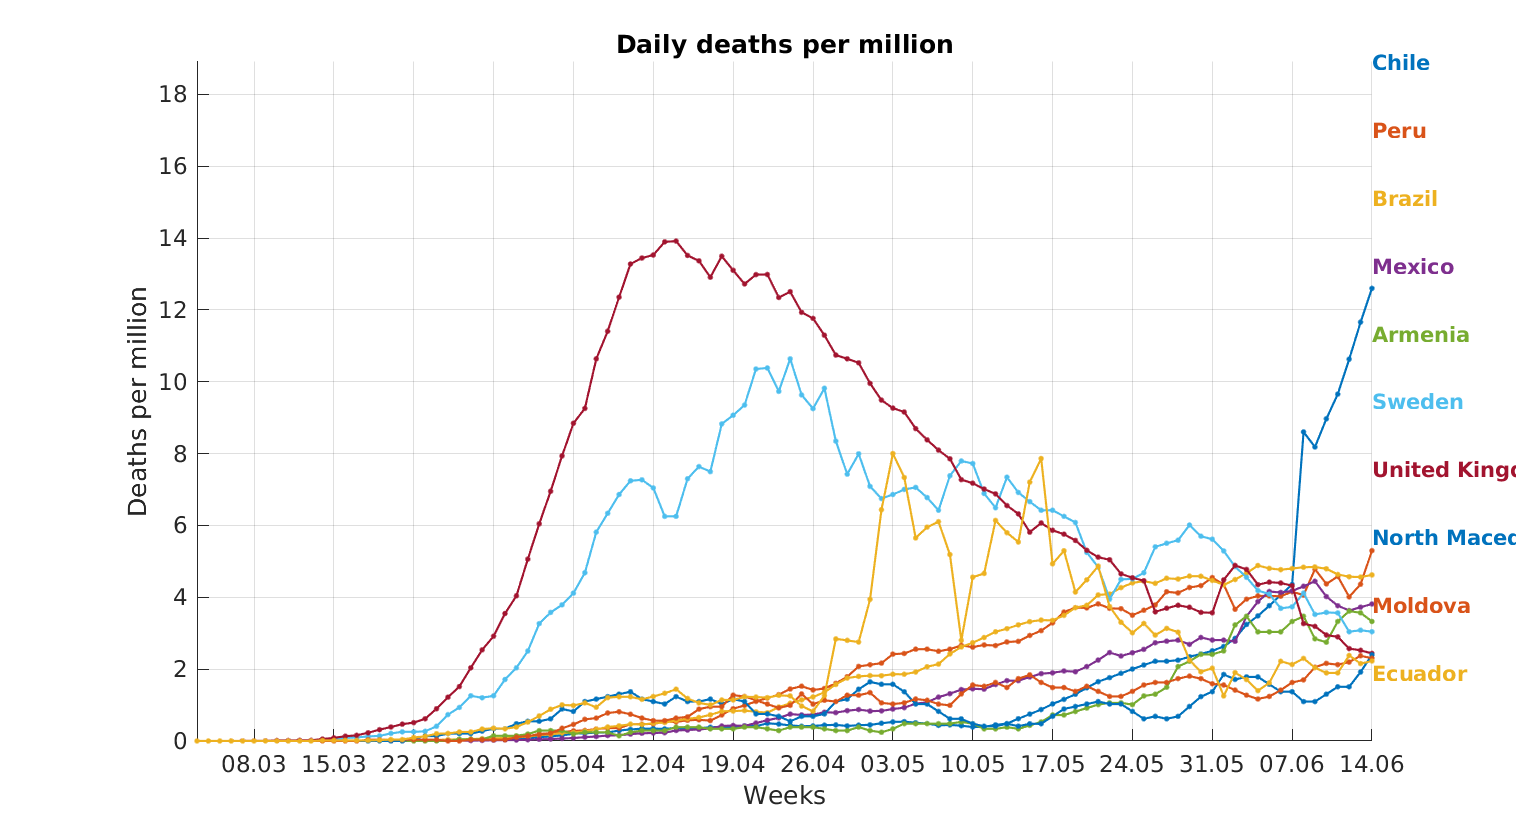 Daily deaths per million
Chile
Peru
Brazil
Mexico
Armenia
Sweden
United Kingd
North Maced
Moldova
Ecuador
Deaths per million
18
16
14
12
10
8
6
4
2
0
08.03 15.03 22.03 29.03 05.04 12.04 19.04 26.04 03.05 10.05 17.05 24.05 31.05 07.06 14.06
Weeks